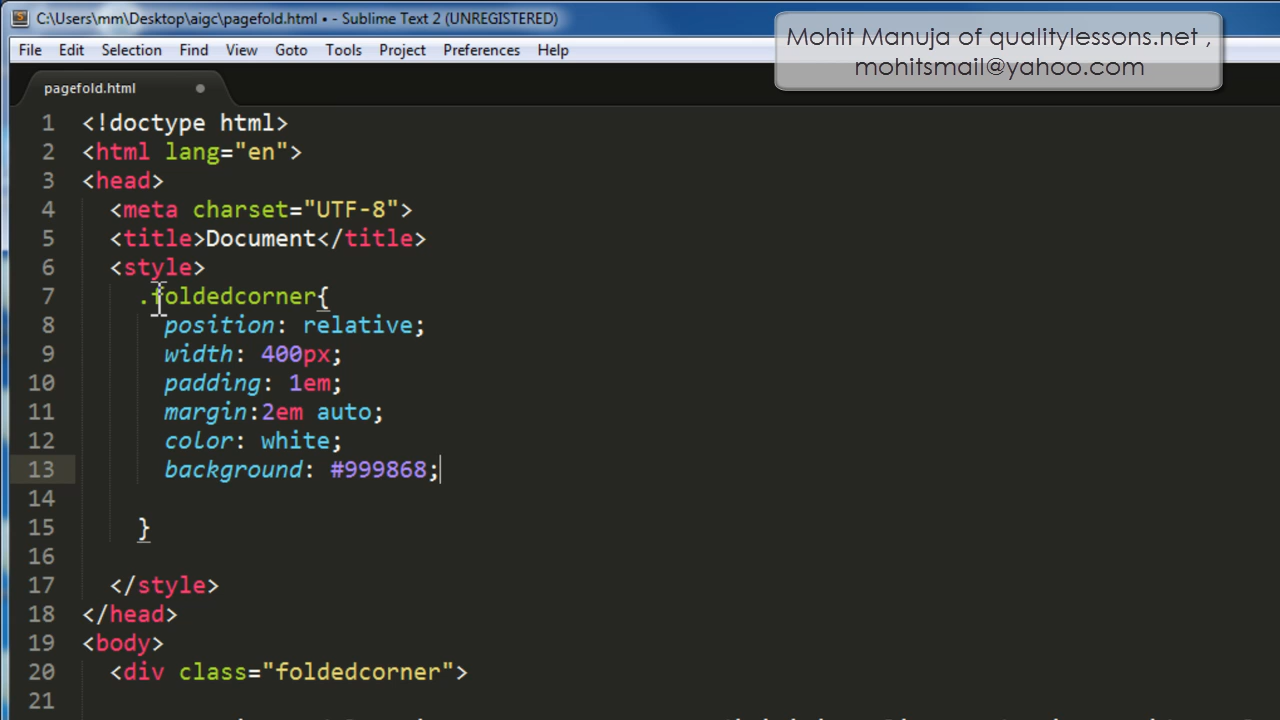 C:\Users\mm\Desktop\aigc\pagefold.html • - Sublime Text 2 (UNREGISTERED)
Mohit Manuja of qualitylessons.net ,
mohitsmail@yahoo.com
File Edit Selection Find View Goto Tools Project Preferences Help
pagefold.html
1 <!doctype html>
2 <html lang="en">
3 <head>
4 <meta charset="UTF-8">
5 <title>Document</title>
6 <style>
7 .foldedcorner{
8 position: relative;
9 width: 400px;
10 padding: 1em;
11 margin:2em auto;
12 color: white;
13 background: #999868;
14
15 }
16
17 </style>
18 </head>
19 <body>
20 <div class="foldedcorner">
21